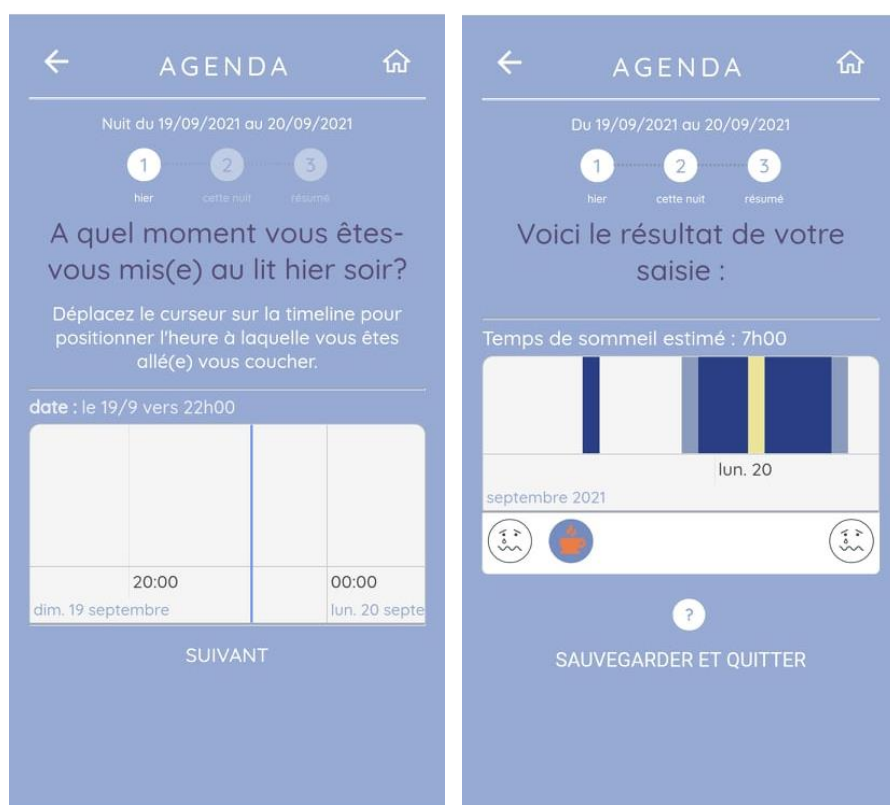 AGENDA
Nuit du 19/09/2021 au 20/09/2021
1 2 3
hier cette nuit résumé
A quel moment vous êtes-
vous mis(e) au lit hier soir?
Déplacez le curseur sur la timeline pour
positionner l'heure à laquelle vous êtes
allé(e) vous coucher.
date : le 19/9 vers 22h00
20:00 00:00
dim. 19 septembre lun. 20 septe
SUIVANT
AGENDA
Du 19/09/2021 au 20/09/2021
1 2 3
hier cette nuit résumé
Voici le résultat de votre
saisie :
Temps de sommeil estimé : 7h00
lun. 20
septembre 2021
?
SAUVEGARDER ET QUITTER